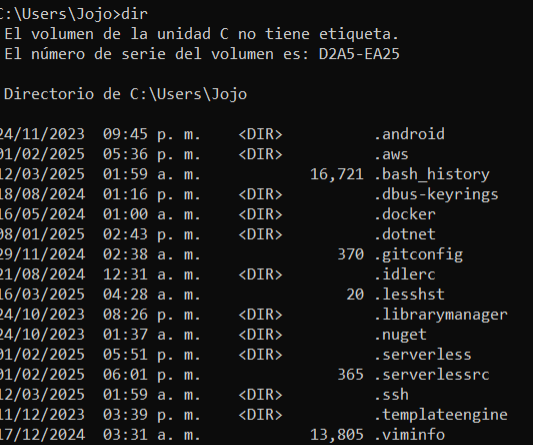 C:\Users\Jojo>dir
El volumen de la unidad C no tiene etiqueta.
El número de serie del volumen es: D2A5-EA25
Directorio de C:\Users\Jojo
24/11/2023 09:45 p. m. <DIR> .android
01/02/2025 05:36 p. m. <DIR> .aws
12/03/2025 01:59 a. m. 16,721 .bash_history
18/08/2024 01:16 p. m. <DIR> .dbus-keyrings
16/05/2024 01:00 a. m. <DIR> .docker
08/01/2025 02:43 p. m. <DIR> .dotnet
29/11/2024 02:38 a. m. 370 .gitconfig
21/08/2024 12:31 a. m. <DIR> .idlerc
16/03/2025 04:28 a. m. 20 .lesshst
24/10/2023 08:26 p. m. <DIR> .librarymanager
24/10/2023 01:37 a. m. <DIR> .nuget
01/02/2025 05:51 p. m. <DIR> .serverless
01/02/2025 06:01 p. m. 365 .serverlessrc
12/03/2025 01:59 a. m. <DIR> .ssh
11/12/2023 03:39 p. m. <DIR> .templateengine
17/12/2024 03:31 a. m. 13,805 .viminfo